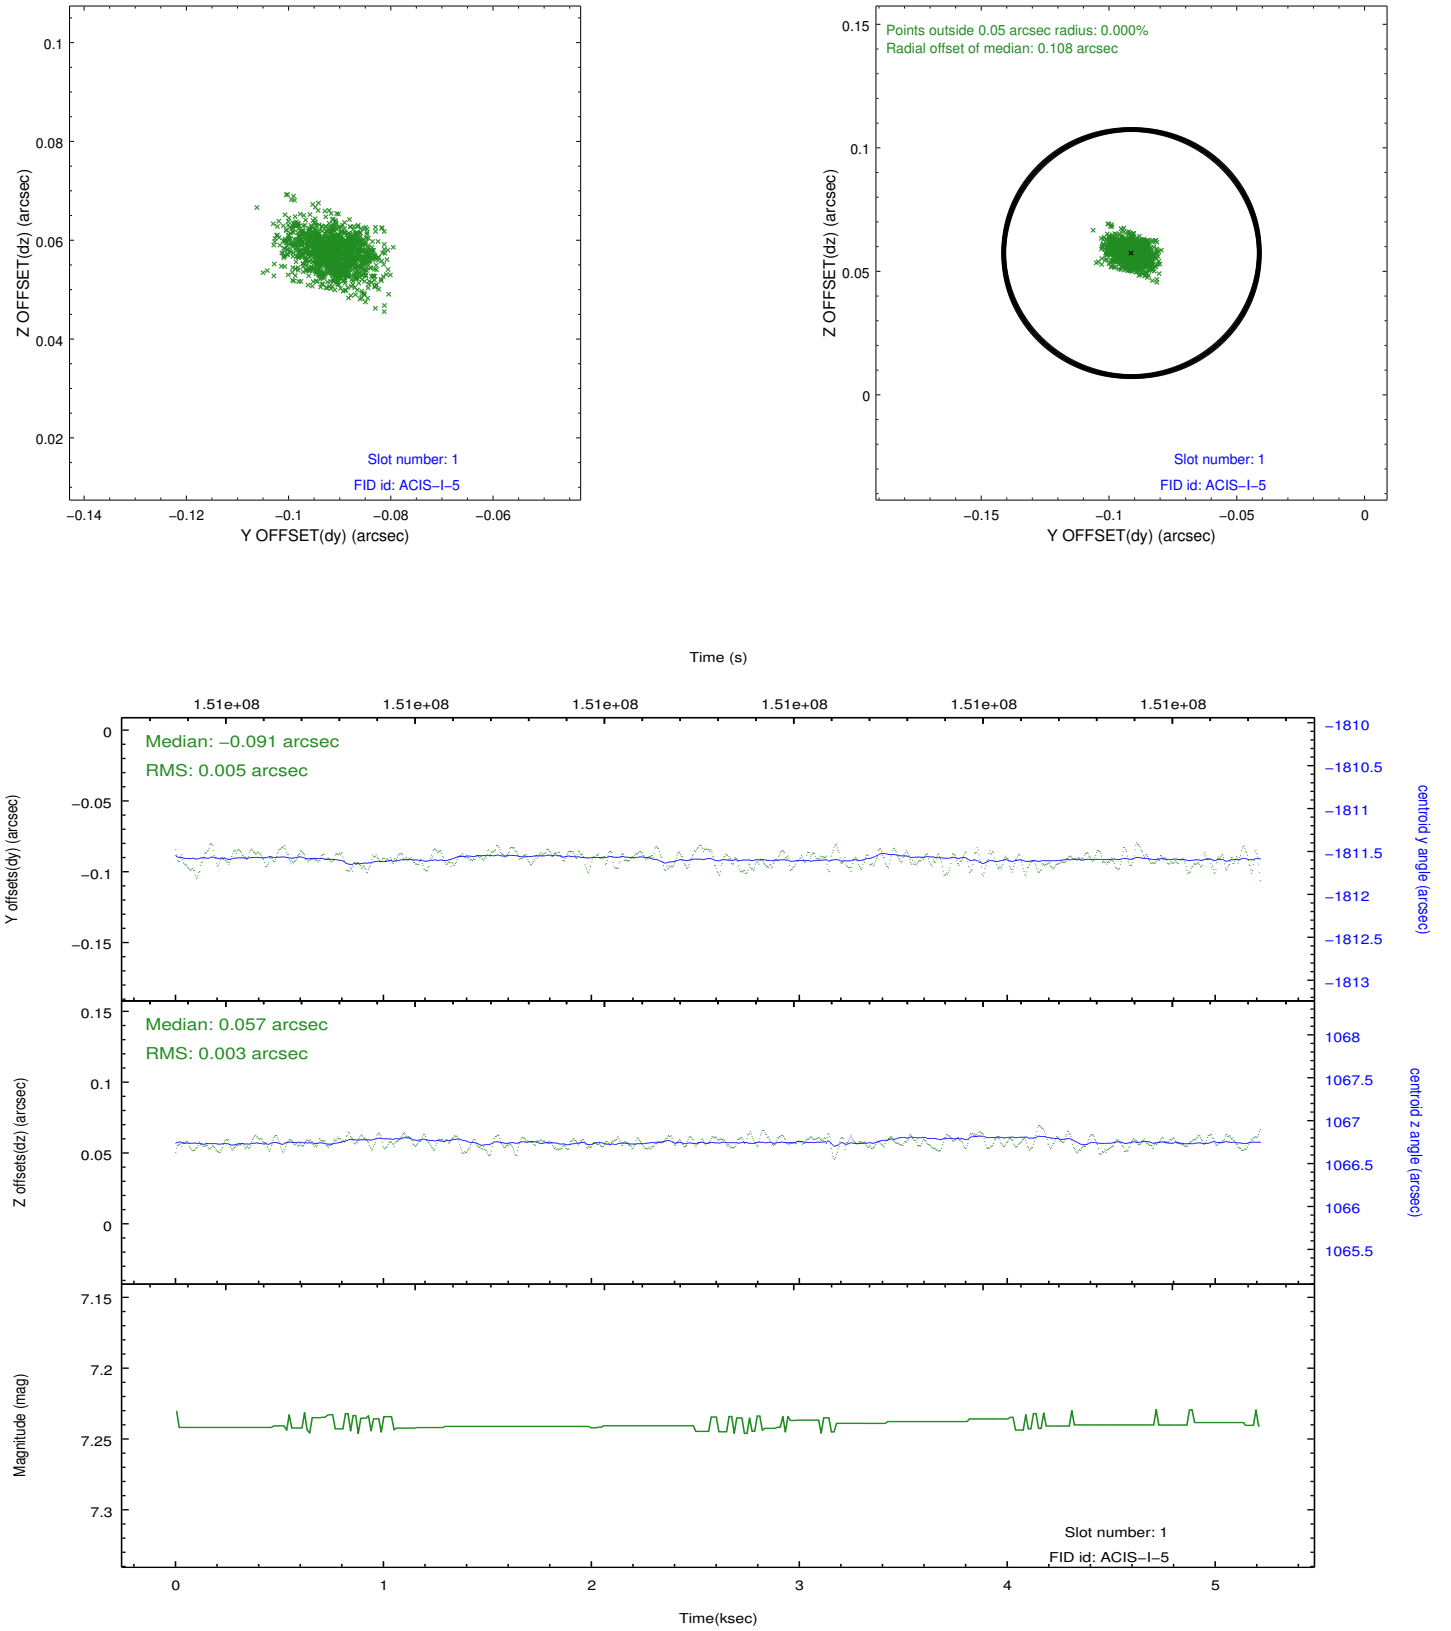 0.1
0.08
0.06
0.04
0.02
Z OFFSET(dz) (arcsec)
Slot number: 1
FID id: ACIS−I−5
−0.14
−0.12
−0.1
−0.08
−0.06
Y OFFSET(dy) (arcsec)
Points outside 0.05 arcsec radius: 0.000%
Radial offset of median: 0.108 arcsec
0.15
0.1
0.05
0
Z OFFSET(dz) (arcsec)
Slot number: 1
FID id: ACIS−I−5
−0.15
−0.1
−0.05
0
Y OFFSET(dy) (arcsec)
Time (s)
1.51e+08
1.51e+08
1.51e+08
1.51e+08
1.51e+08
1.51e+08
Median: −0.091 arcsec
RMS: 0.005 arcsec
0
−0.05
−0.1
−0.15
Y offsets(dy) (arcsec)
−1810
−1810.5
−1811
−1811.5
−1812
−1812.5
−1813
centroid y angle (arcsec)
Median: 0.057 arcsec
RMS: 0.003 arcsec
0.15
0.1
0.05
0
Z offsets(dz) (arcsec)
1068
1067.5
1067
1066.5
1066
1065.5
centroid z angle (arcsec)
7.15
7.2
7.25
7.3
Magnitude (mag)
Slot number: 1
FID id: ACIS−I−5
0
1
2
3
4
5
Time(ksec)